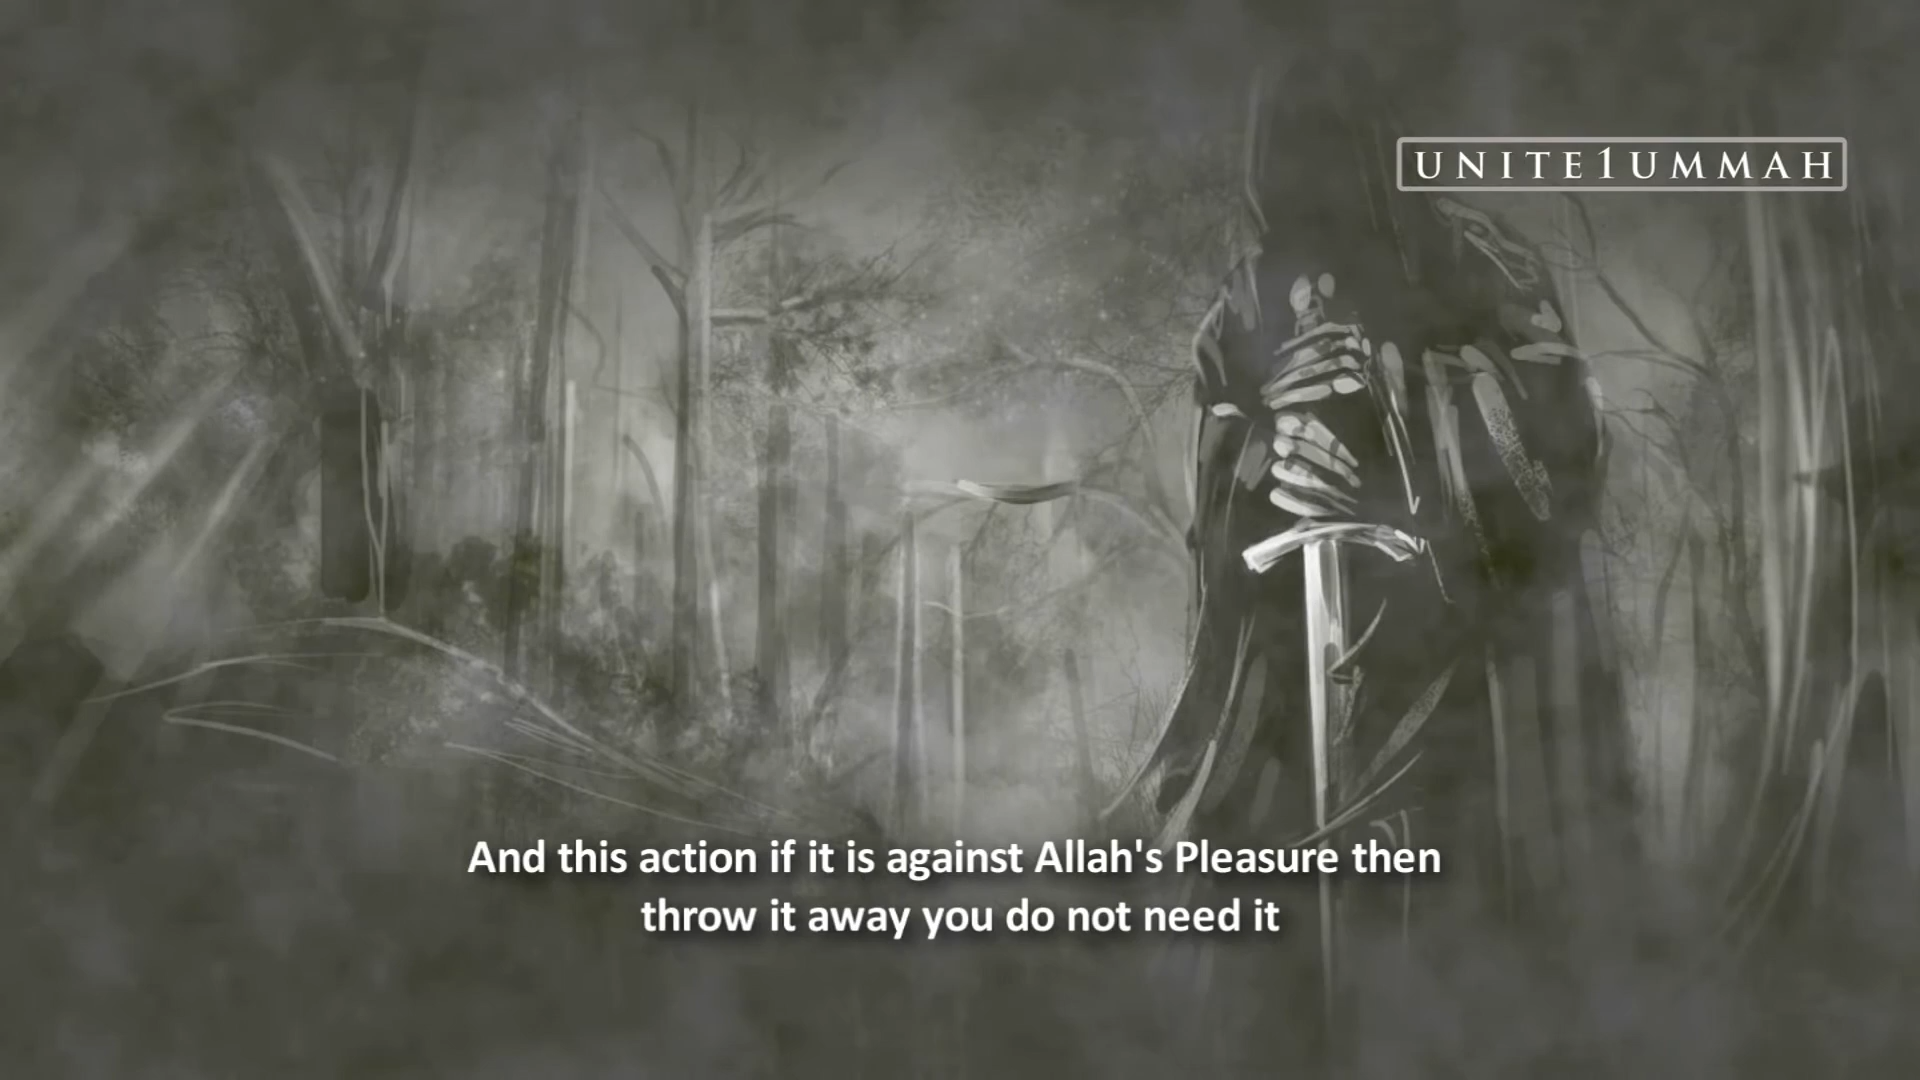 UNITE1UMMAH
And this action if it is against Allah's Pleasure then
throw it away you do not need it